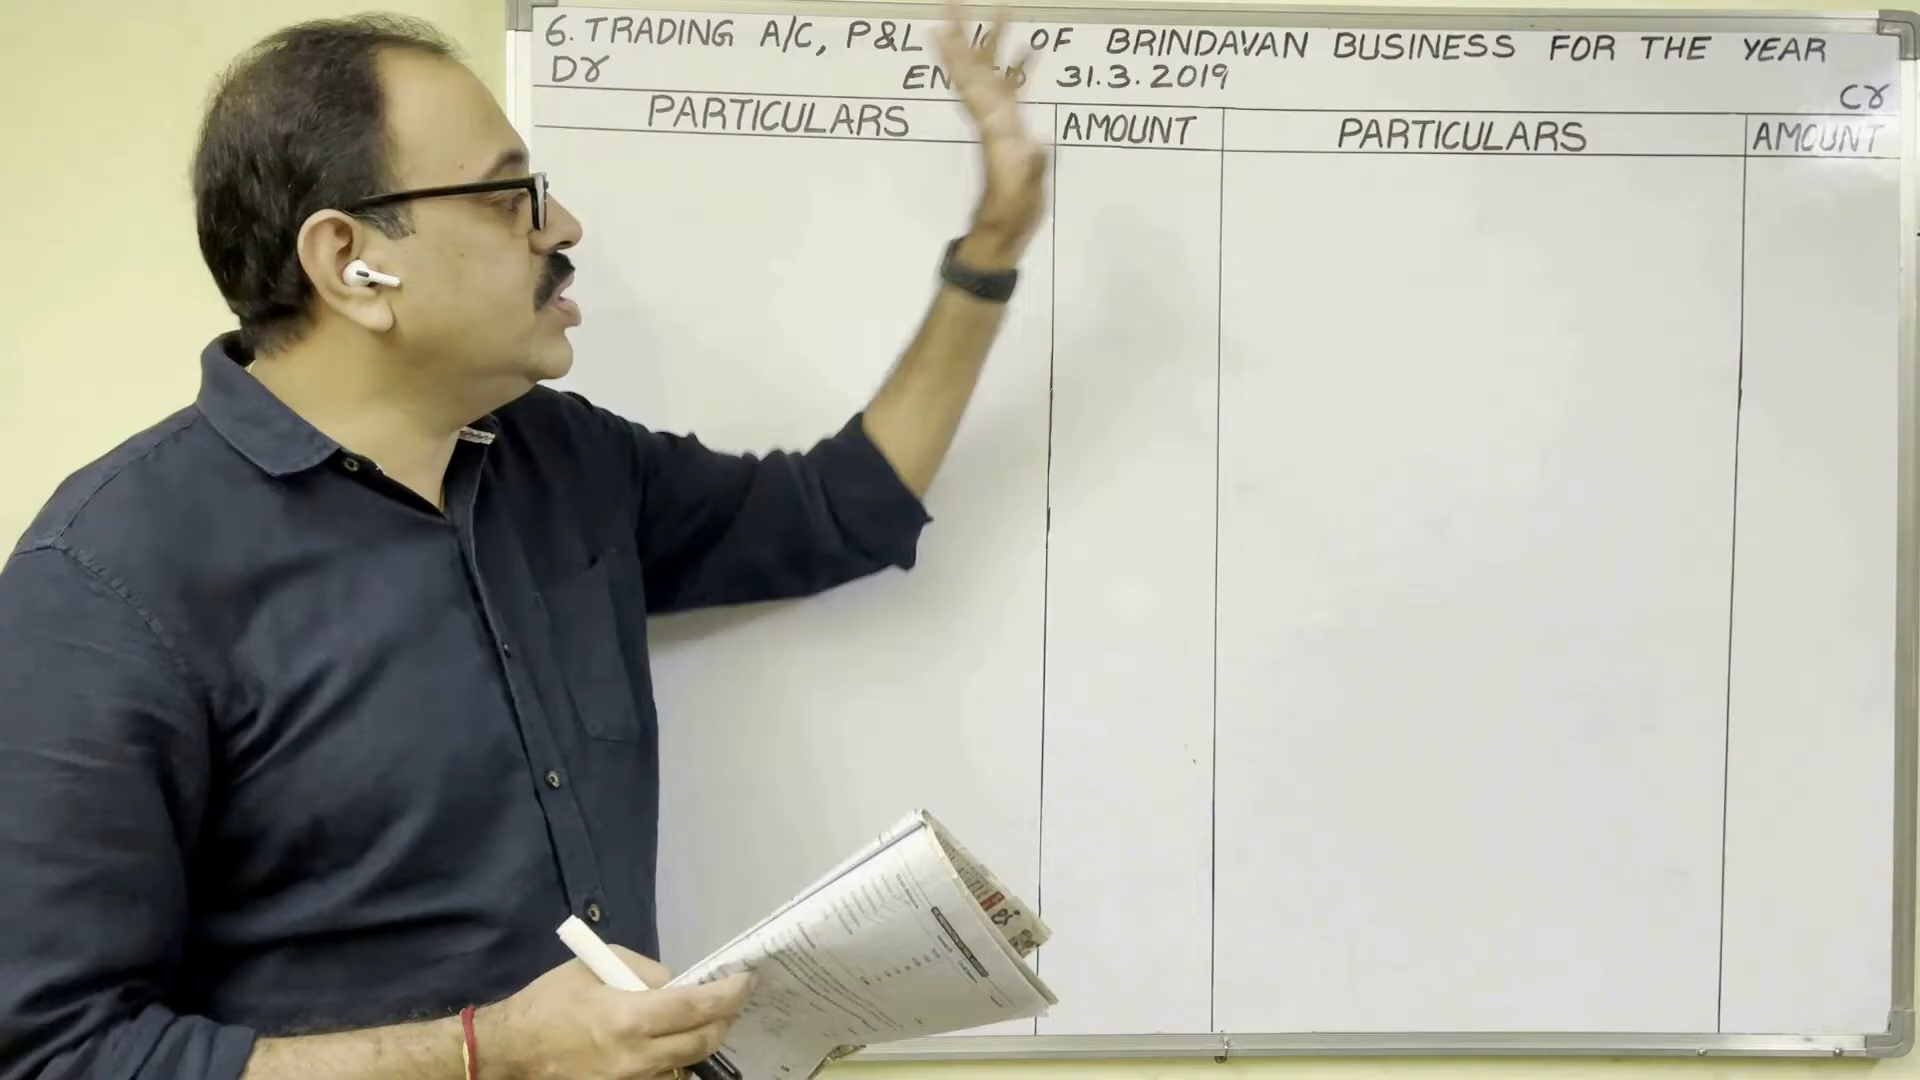 6. TRADING A/C, P&L OF BRINDAVAN BUSINESS FOR THE YEAR
Dr 31.3.2019 Cr
PARTICULARS AMOUNT PARTICULARS AMOUNT